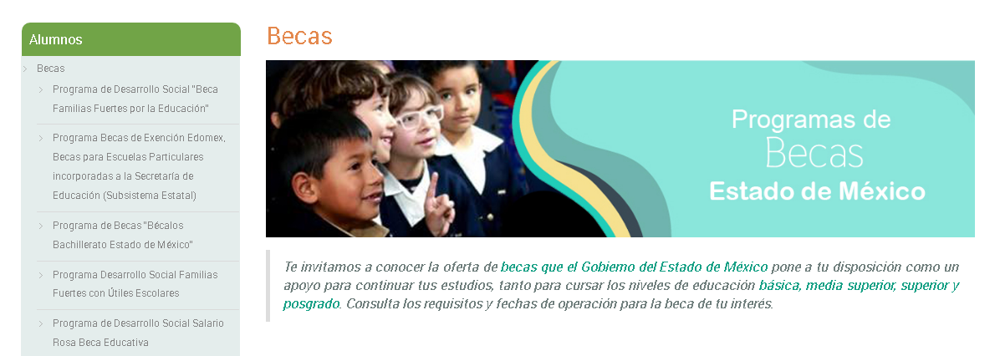 Alumnos
Becas
Programa de Desarrollo Social "Beca
Familias Fuertes por la Educación"
Programa Becas de Exención Edomex,
Becas para Escuelas Particulares
incorporadas a la Secretaría de
Educación (Subsistema Estatal)
Programa de Becas "Bécalos
Bachillerato Estado de México"
Programa Desarrollo Social Familias
Fuertes con Útiles Escolares
Programa de Desarrollo Social Salario
Rosa Beca Educativa
Becas
Programas de
Becas
Estado de México
Te invitamos a conocer la oferta de becas que el Gobierno del Estado de México pone a tu disposición como un
apoyo para continuar tus estudios, tanto para cursar los niveles de educación básica, media superior, superior y
posgrado. Consulta los requisitos y fechas de operación para la beca de tu interés.